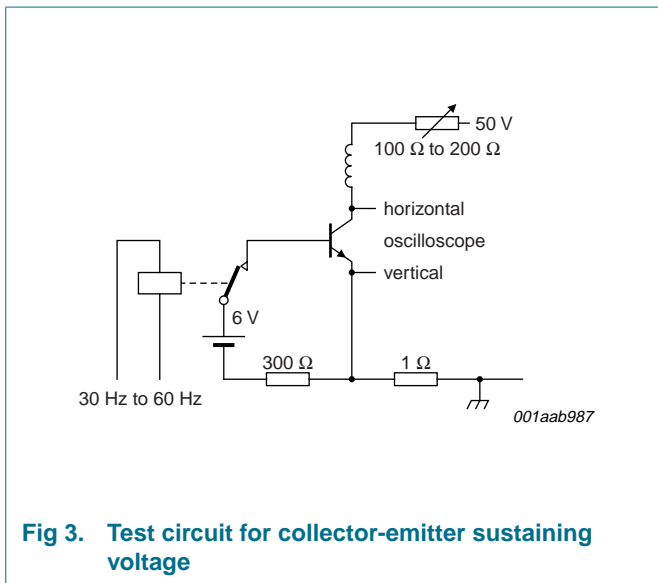 50 V
100 Ω to 200 Ω
horizontal
oscilloscope
vertical
6 V
300 Ω
1 Ω
30 Hz to 60 Hz
001aab987
Fig 3. Test circuit for collector-emitter sustaining
voltage